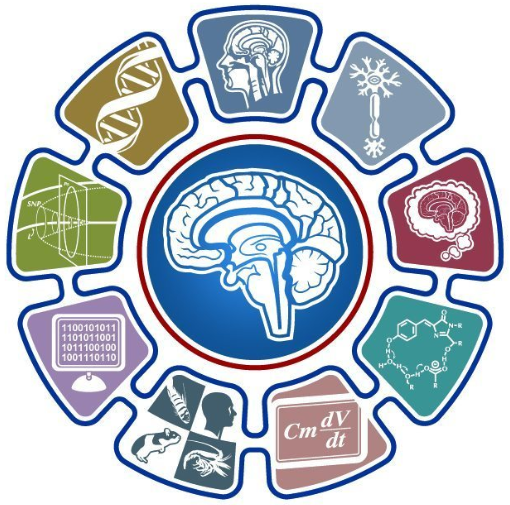 SNP
1100101011
1101011001
1011100100
1001110110
Cm dV
dt
N-R
O
N
R
H
O
H
O
H
O
R
H
O
H
O
R